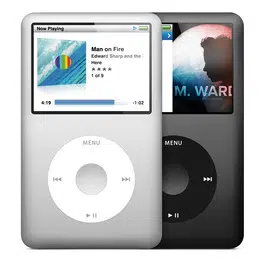 Now Playing
Man on Fire
Edward Sharpe and the
Here
1 of 9
4:19
-1:02
MENU
M. WARD
MENU